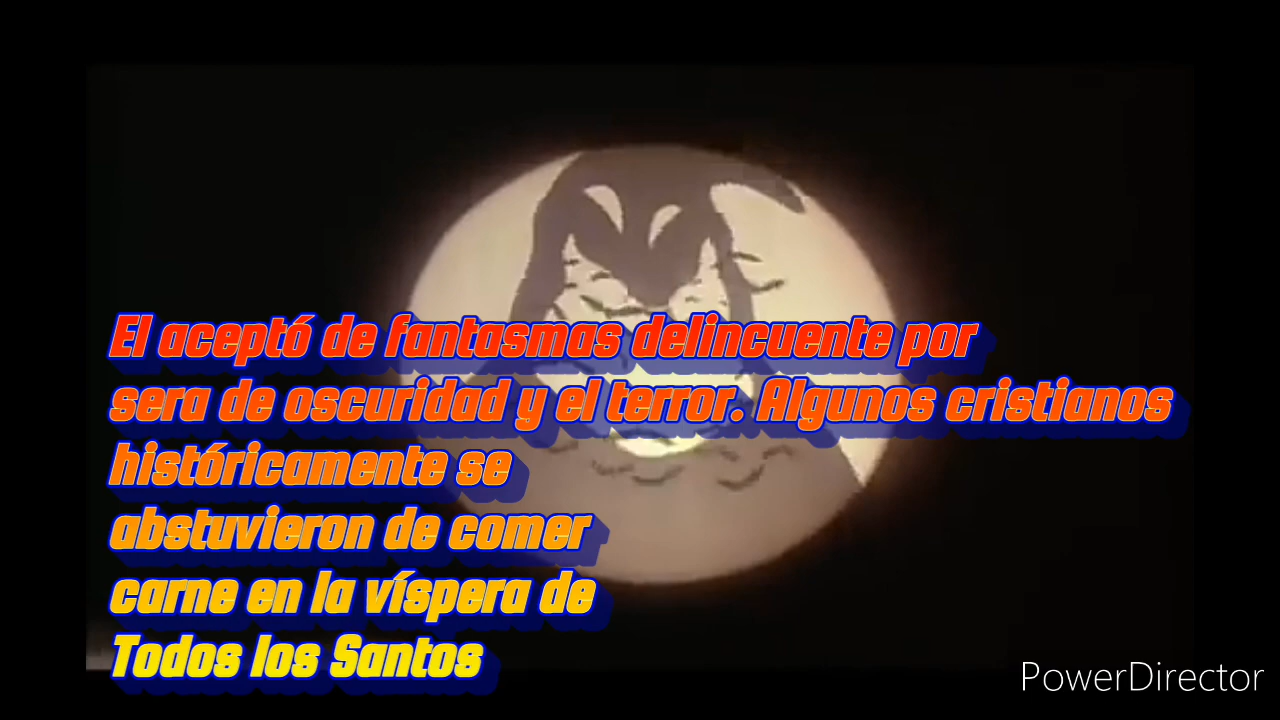 El aceptó de fantasmas delincuente por
sera de oscuridad y el terror. Algunos cristianos
históricamente se
abstuvieron de comer
carne en la víspera de
Todos los Santos
PowerDirector